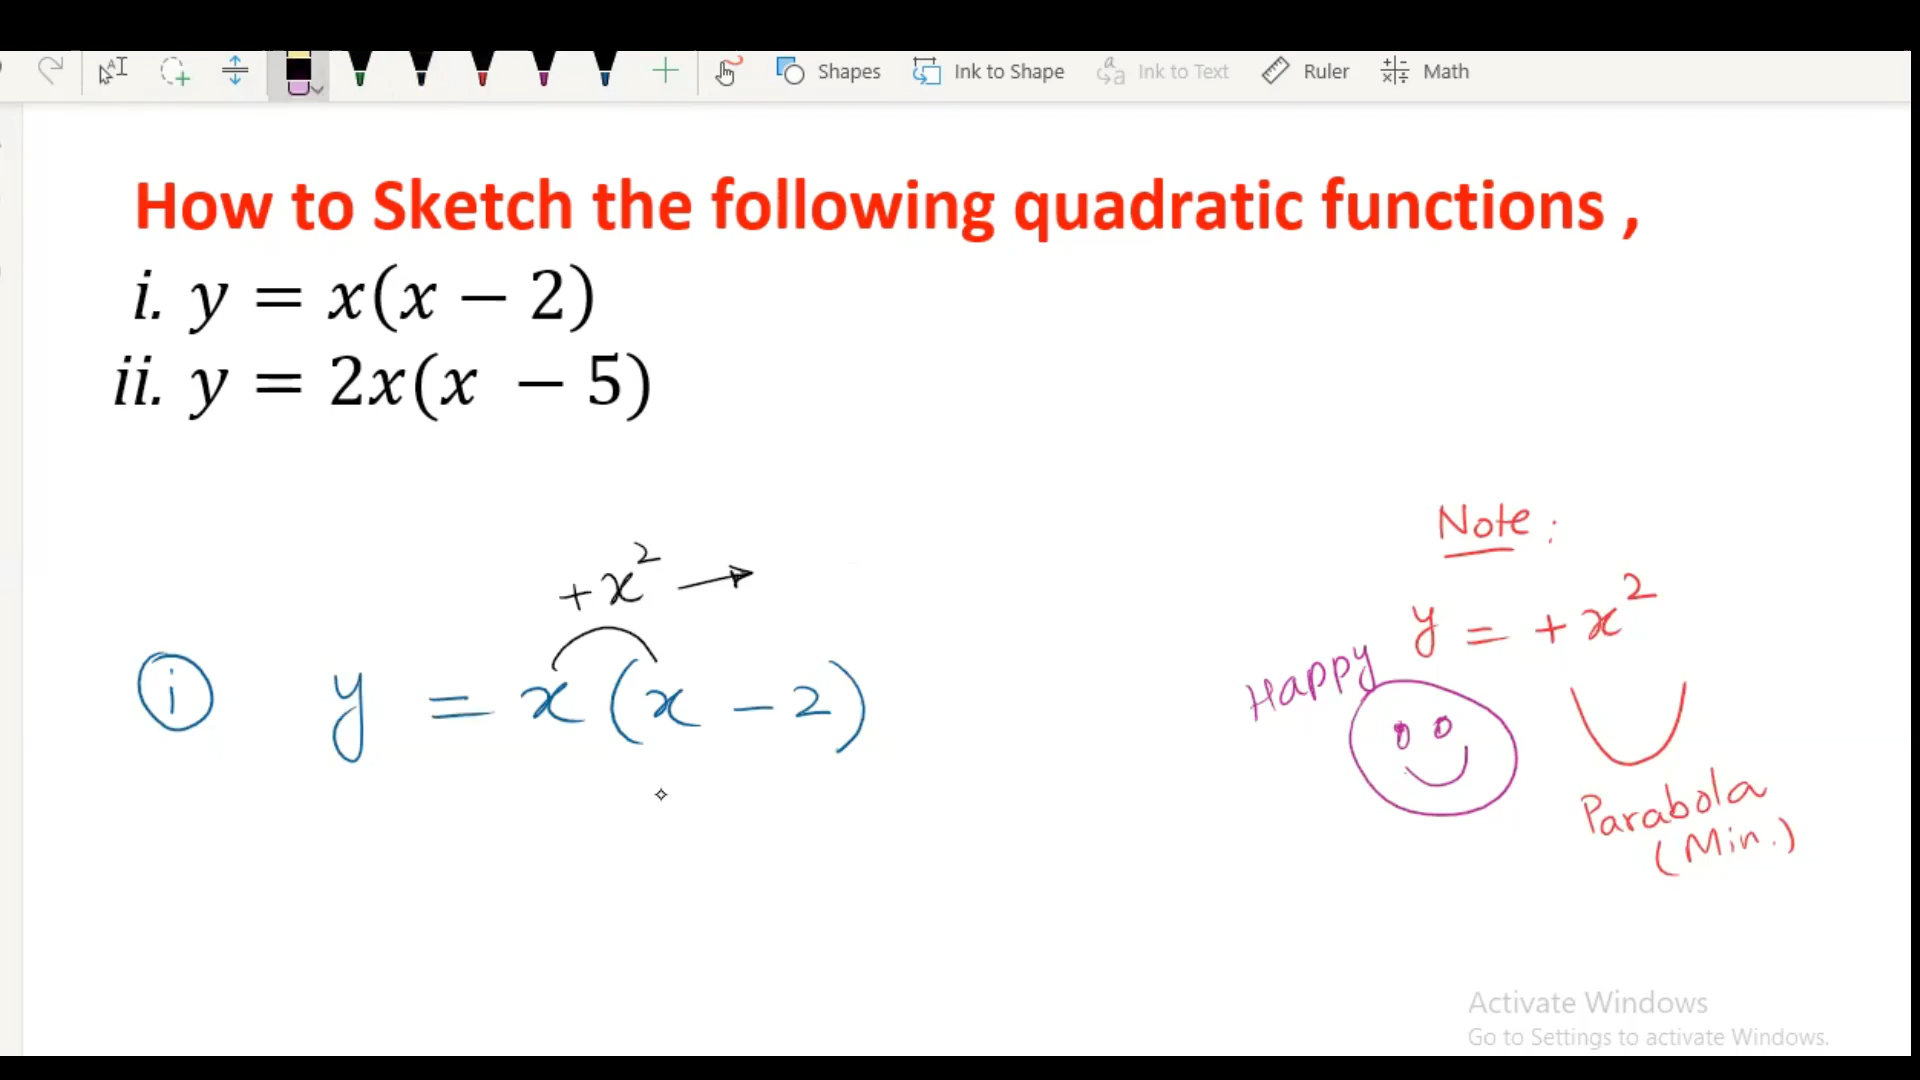 Shapes Ink to Shape Ink to Text Ruler Math
How to Sketch the following quadratic functions ,
i. y = x(x − 2)
ii. y = 2x(x − 5)
Note :
+x² →
y = +x²
Happy
i y = x(x − 2)
Parabola
(Min.)
Activate Windows
Go to Settings to activate Windows.